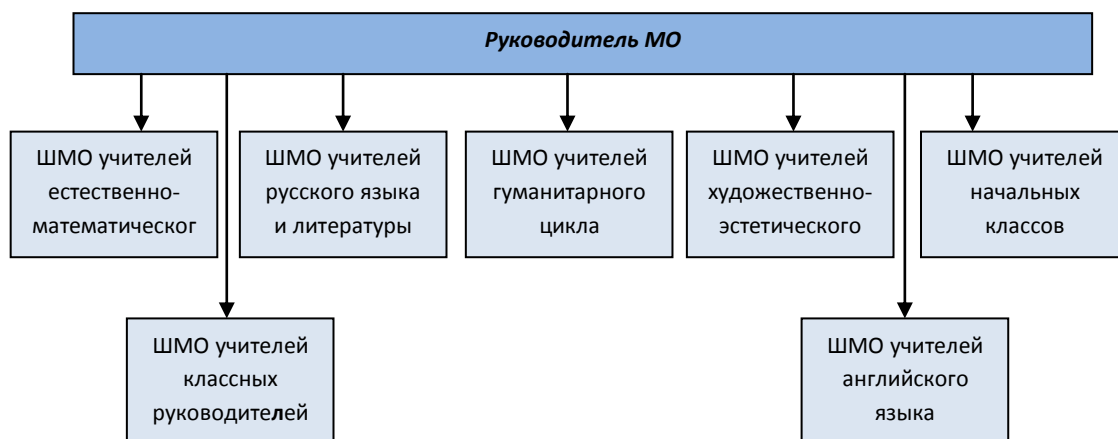 Руководитель МО
ШМО учителей
естественно-
математическог
ШМО учителей
русского языка
и литературы
ШМО учителей
гуманитарного
цикла
ШМО учителей
художественно-
эстетического
ШМО учителей
начальных
классов
ШМО учителей
классных
руководителей
ШМО учителей
английского
языка